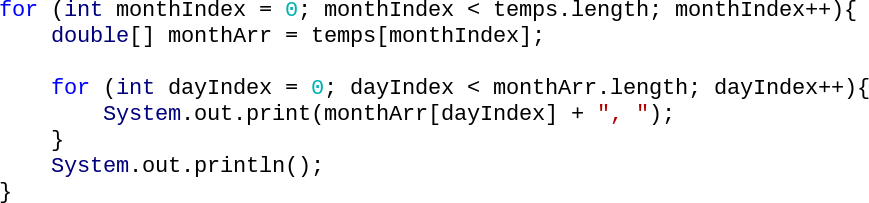 for (int monthIndex = 0; monthIndex < temps.length; monthIndex++){
    double[] monthArr = temps[monthIndex];

    for (int dayIndex = 0; dayIndex < monthArr.length; dayIndex++){
        System.out.print(monthArr[dayIndex] + ", ");
    }
    System.out.println();
}